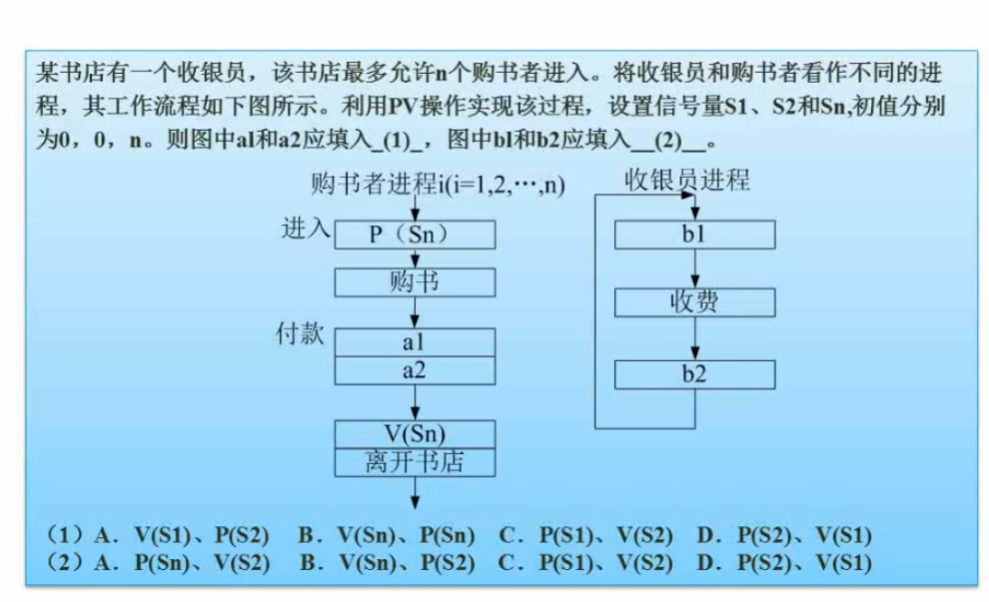 某书店有一个收银员，该书店最多允许n个购书者进入。将收银员和购书者看作不同的进
程，其工作流程如下图所示。利用PV操作实现该过程，设置信号量S1、S2和Sn,初值分别
为0，0，n。则图中a1和a2应填入_(1)_，图中b1和b2应填入__(2)__。
购书者进程i(i=1,2,⋯,n)
收银员进程
进入
P（Sn）
b1
购书
收费
付款
a1
a2
b2
V(Sn)
离开书店
（1）A．V(S1)、P(S2) B．V(Sn)、P(Sn) C．P(S1)、V(S2) D．P(S2)、V(S1)
（2）A．P(Sn)、V(S2) B．V(Sn)、P(S2) C．P(S1)、V(S2) D．P(S2)、V(S1)